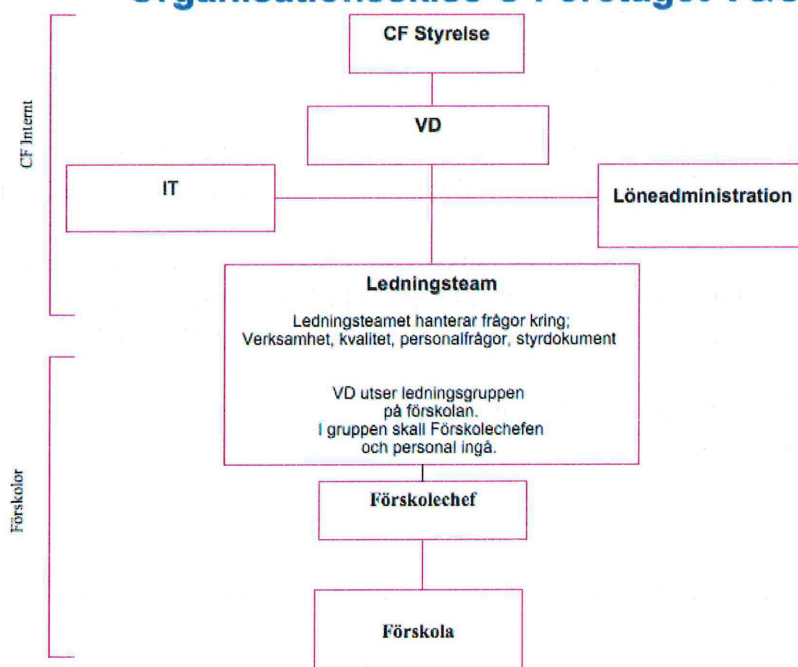 CF Styrelse
CF Internt
VD
IT
Löneadministration
Ledningsteam
Ledningsteamet hanterar frågor kring;
Verksamhet, kvalitet, personalfrågor, styrdokument
VD utser ledningsgruppen
på förskolan.
I gruppen skall Förskolechefen
och personal ingå.
Förskolor
Förskolechef
Förskola